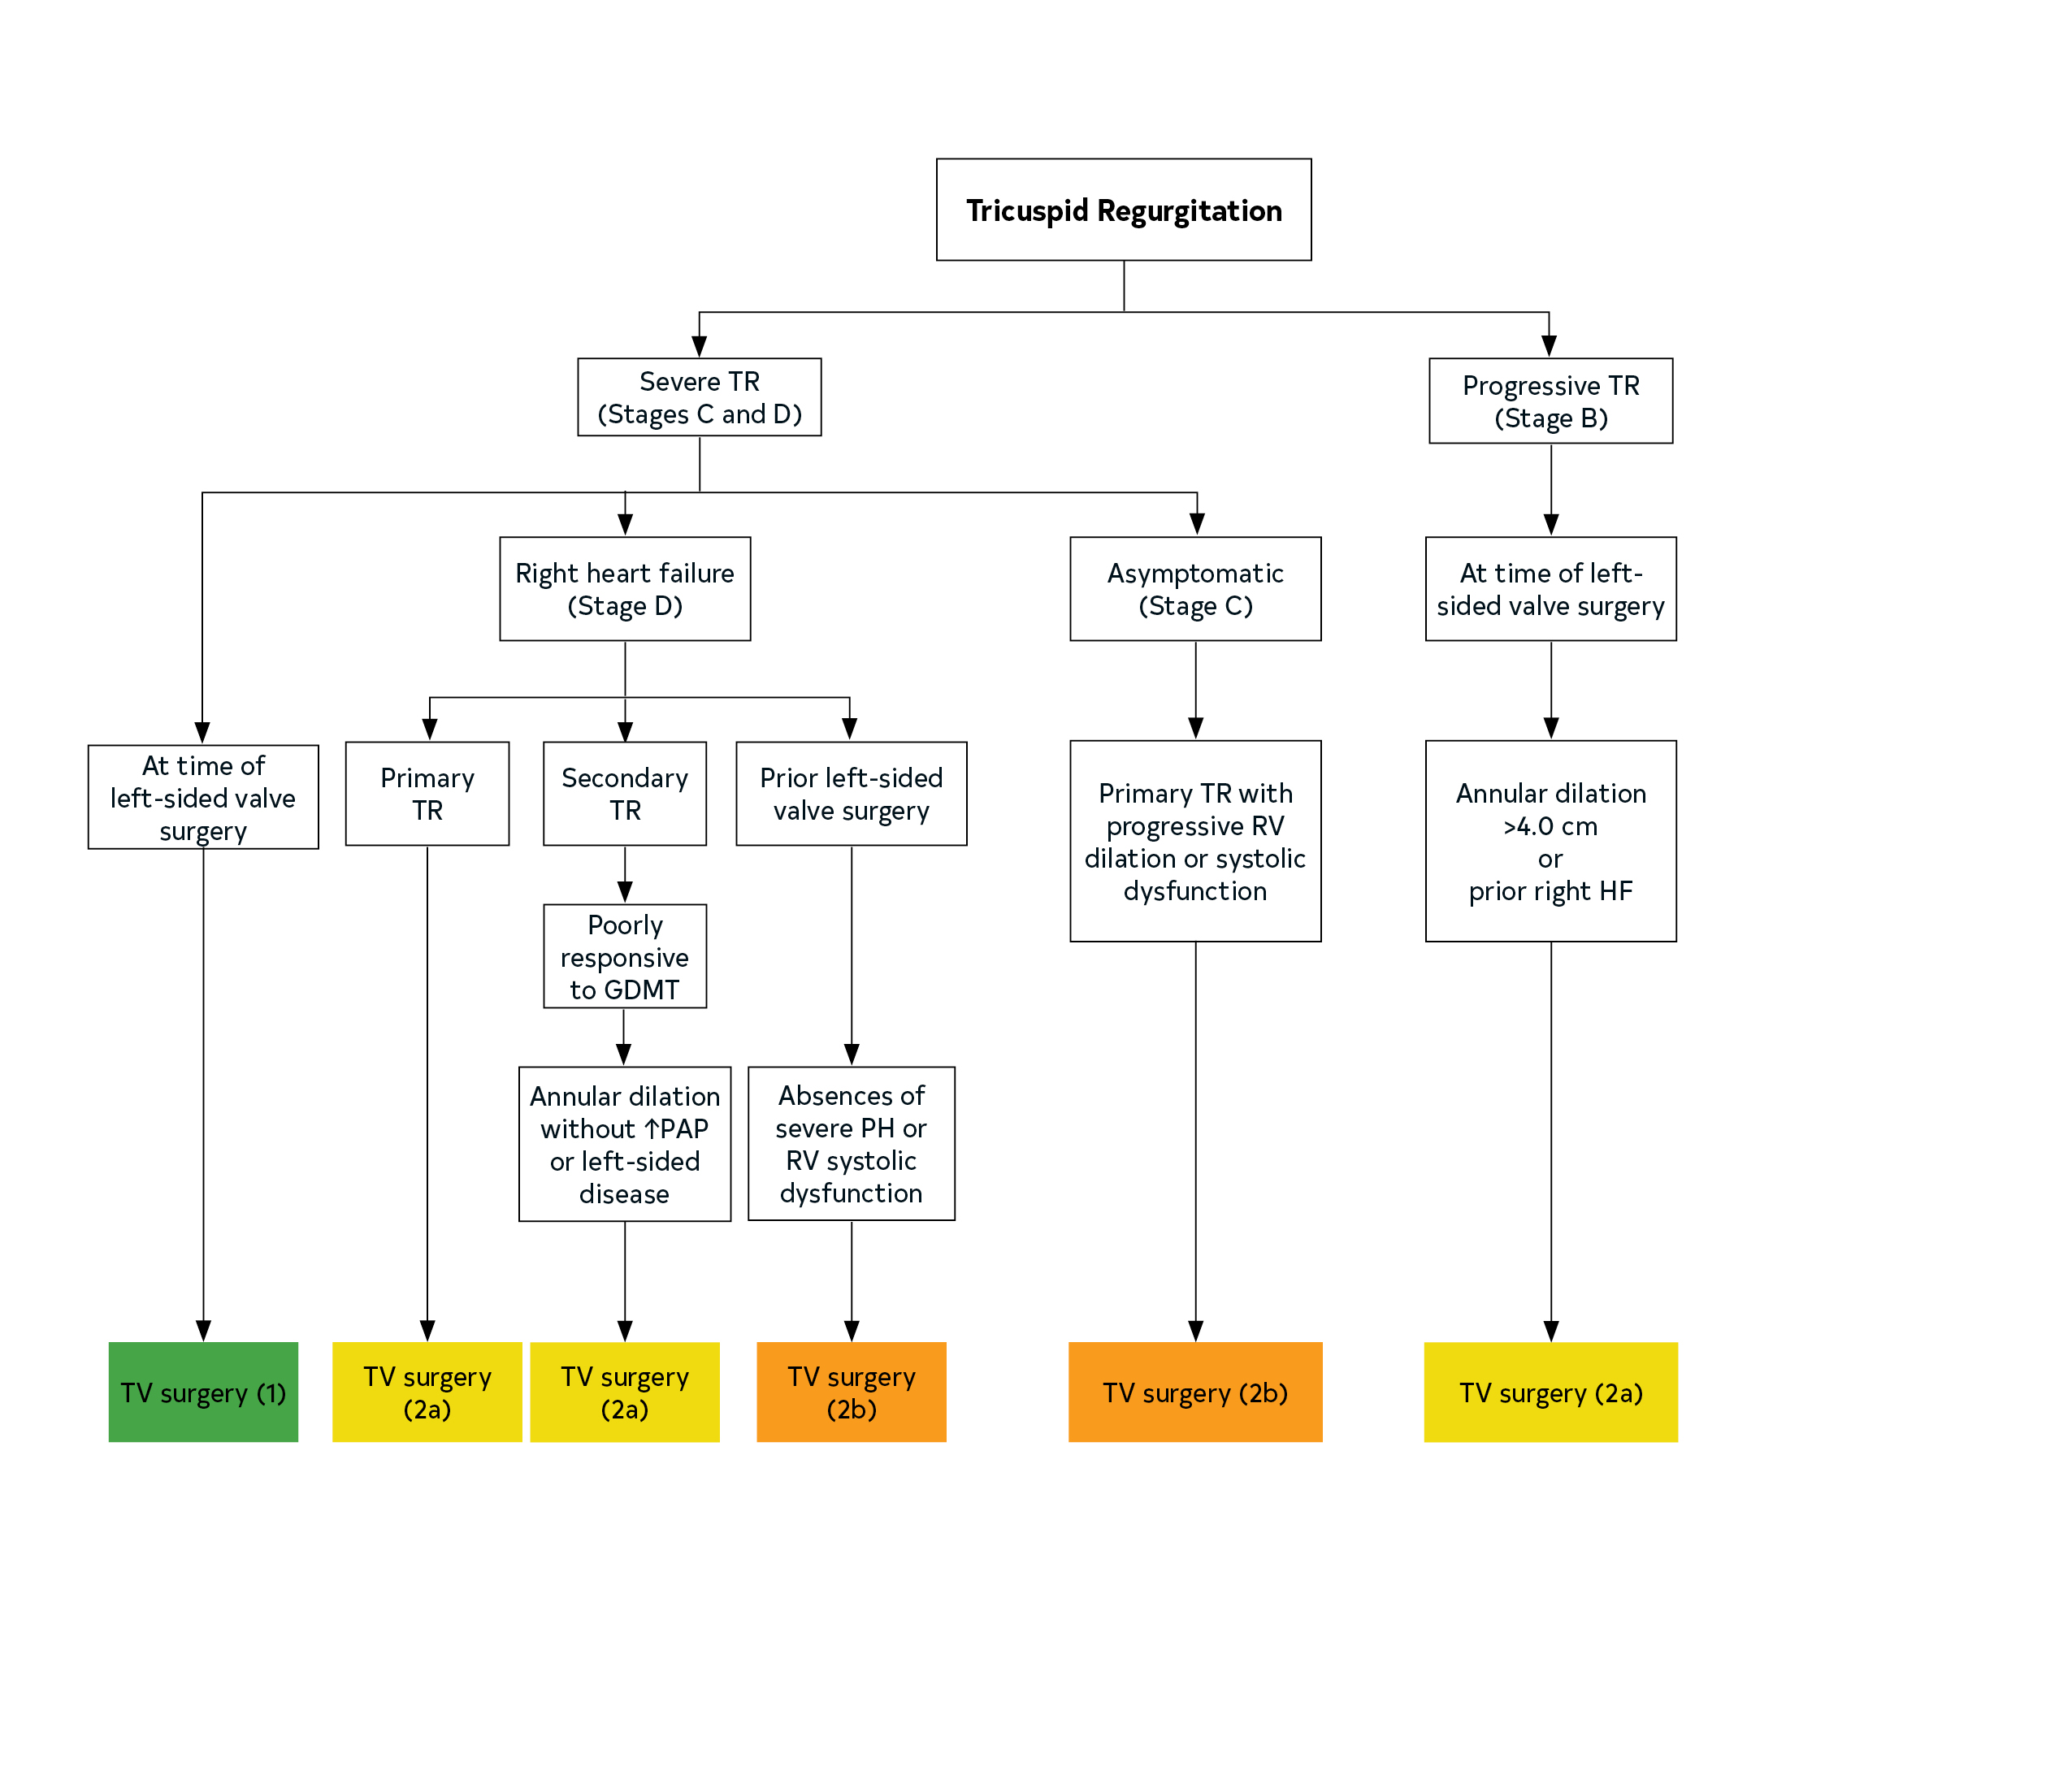 Tricuspid Regurgitation
Severe TR
(Stages C and D)
Progressive TR
(Stage B)
Right heart failure
(Stage D)
Asymptomatic
(Stage C)
At time of left-
sided valve surgery
At time of
left-sided valve
surgery
Primary
TR
Secondary
TR
Prior left-sided
valve surgery
Primary TR with
progressive RV
dilation or systolic
dysfunction
Annular dilation
>4.0 cm
or
prior right HF
Poorly
responsive
to GDMT
Annular dilation
without ↑PAP
or left-sided
disease
Absences of
severe PH or
RV systolic
dysfunction
TV surgery (1)
TV surgery
(2a)
TV surgery
(2a)
TV surgery
(2b)
TV surgery (2b)
TV surgery (2a)